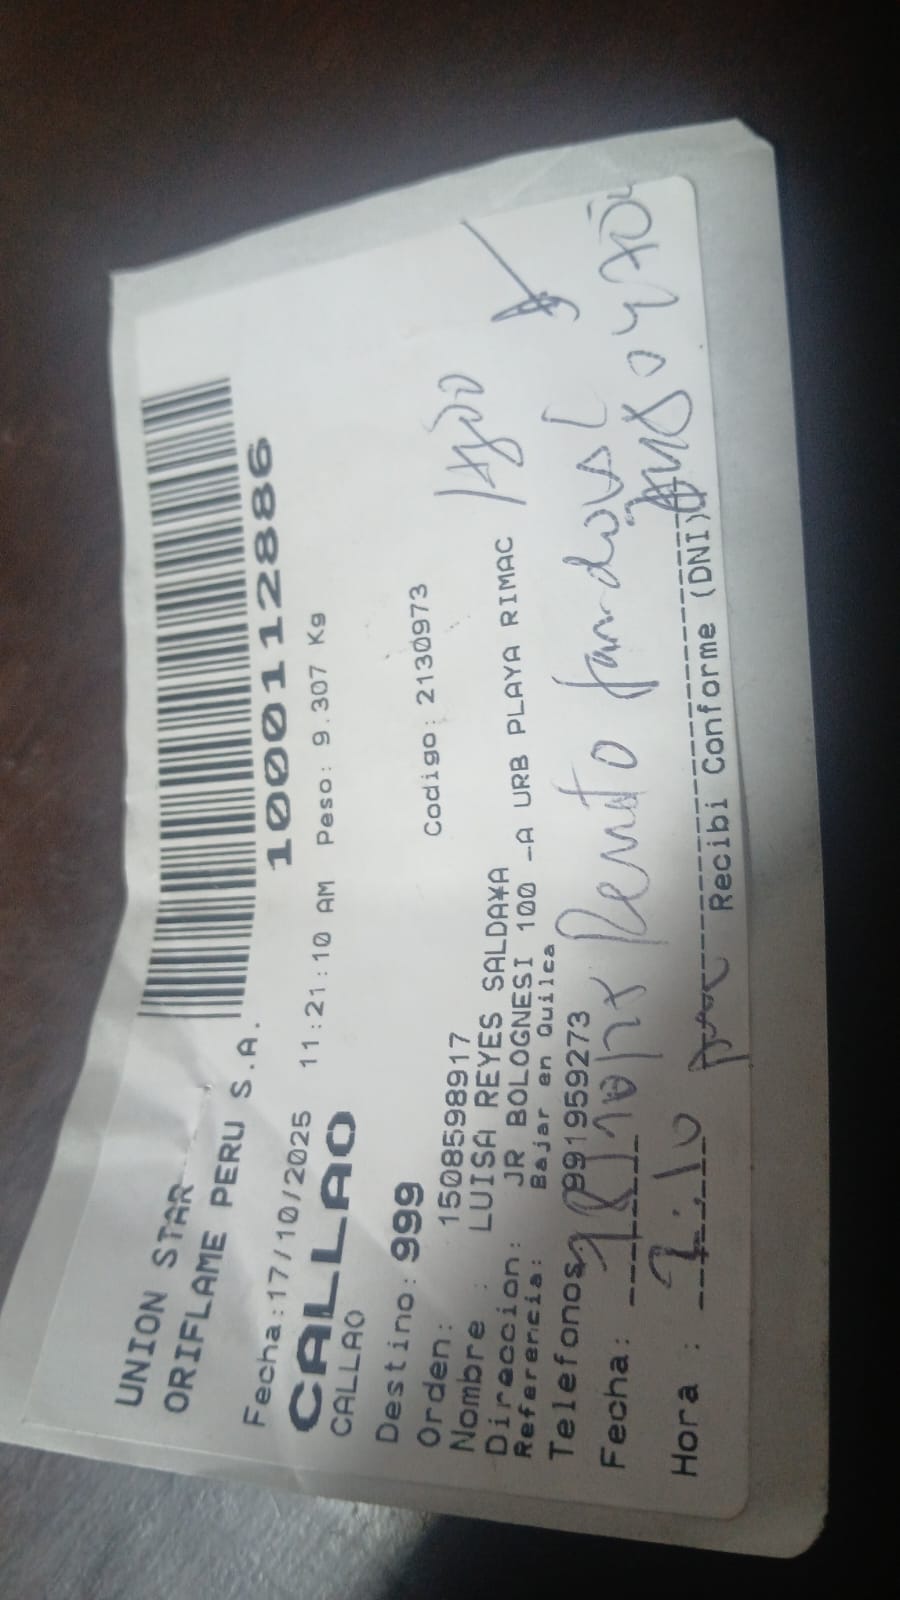 UNION STAR
ORIFLAME PERU S.A.
1000112886
Fecha:17/10/2025 11:21:10 AM Peso: 9.307 Kg
CALLAO
CALLAO
Destino: 999
Orden: 1508598917 Codigo: 2130973
Nombre : LUISA REYES SALDA¥A
Direccion: JR BOLOGNESI 100 -A URB PLAYA RIMAC
Referencia: Bajar en Quilca
Telefonos 991959273
Fecha:
Hora :
Recibi Conforme (DNI)